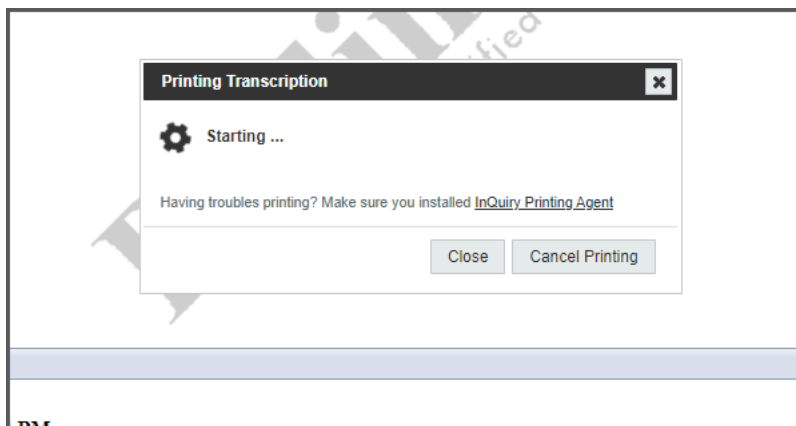 Printing Transcription
Starting ...
Having troubles printing? Make sure you installed InQuiry Printing Agent
Close Cancel Printing